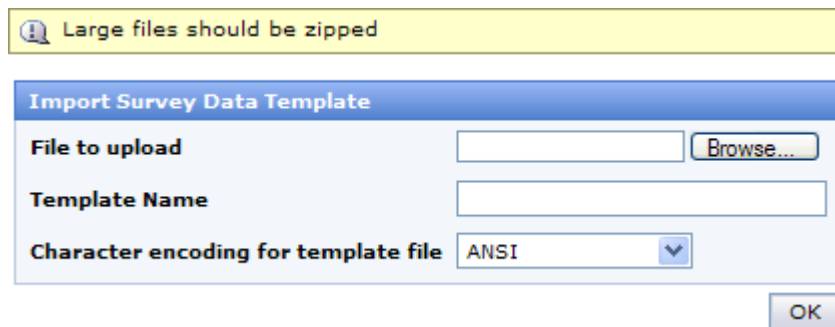 Large files should be zipped
Import Survey Data Template
File to upload Browse...
Template Name
Character encoding for template file ANSI
OK